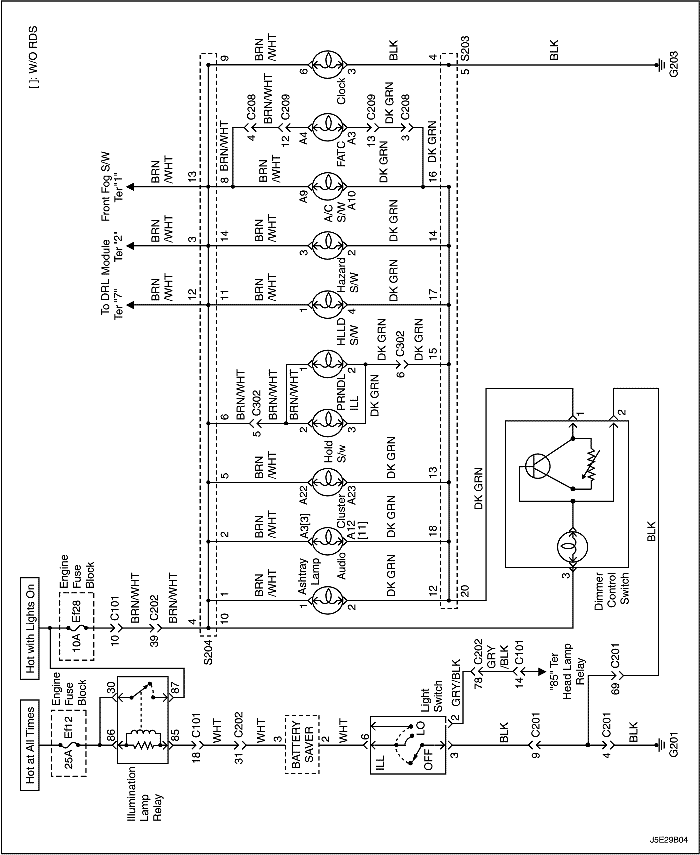 [ ]: W/O RDS
Hot at All Times
Hot with Lights On
Engine
Fuse
Block
25A Ef12
Engine
Fuse
Block
10A Ef28
10 C101
BRN/WHT
39 C202
BRN/WHT
4
To DRL Module
Ter "7"
Ter "2"
Front Fog S/W
Ter "1"
BRN
/WHT
12
BRN
/WHT
3
BRN
/WHT
13
Illumination
Lamp
Relay
86
30
85
87
18 C101
WHT
31 C202
WHT
3
BATTERY
SAVER
2
WHT
6
ILL
LO
OFF
Light
Switch
3
2
GRY/BLK
78 C202
GRY
/BLK
14 C101
"85" Ter
Head Lamp
Relay
BLK
9 C201
69 C201
4 C201
G201
S204
10
1
2
5
6
11
14
8
9
BRN
/WHT
BRN
/WHT
BRN
/WHT
BRN/WHT
5 C302
BRN/WHT
BRN/WHT
BRN
/WHT
BRN
/WHT
BRN/WHT
BRN
/WHT
4 C208
BRN/WHT
12 C209
BRN
/WHT
1
Ashtray
Lamp
2
A3[3]
Audio
A12
[11]
A22
Cluster
A23
2
Hold
S/w
3
1
PRNDL
ILL
2
1
HLLD
S/W
4
3
Hazard
S/W
2
A9
A/C
S/W
A10
A4
FATC
A3
6
Clock
3
DK GRN
DK GRN
DK GRN
DK GRN
DK GRN
6 C302
DK GRN
DK GRN
DK GRN
DK GRN
13 C209
DK GRN
3 C208
DK GRN
BLK
12
18
13
15
17
14
16
4
20
5
S203
DK GRN
BLK
G203
3
Dimmer
Control
Switch
1
2
BLK
J5E29B04